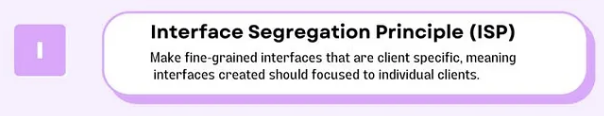 I
Interface Segregation Principle (ISP)
Make fine-grained interfaces that are client specific, meaning
interfaces created should focused to individual clients.